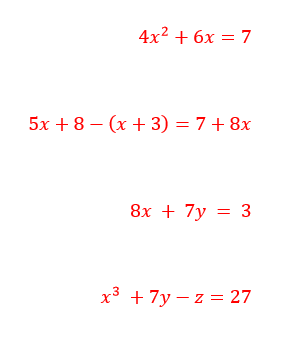 4x² + 6x = 7
5x + 8 − (x + 3) = 7 + 8x
8x + 7y = 3
x³ + 7y − z = 27